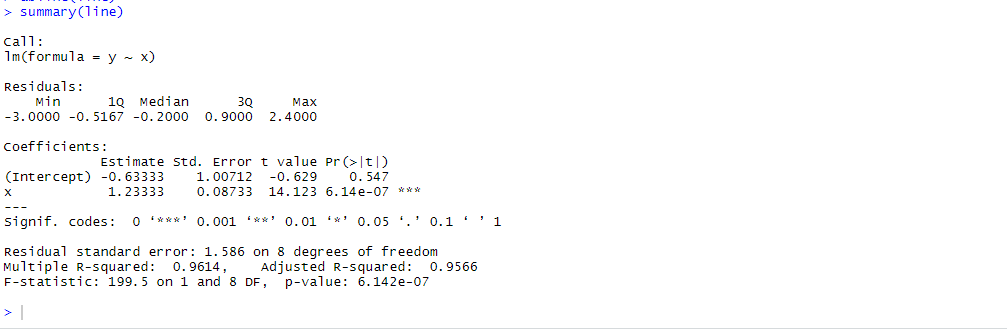 > summary(line)
Call:
lm(formula = y ~ x)
Residuals:
    Min      1Q  Median      3Q     Max
-3.0000 -0.5167 -0.2000  0.9000  2.4000
Coefficients:
            Estimate Std. Error t value Pr(>|t|)
(Intercept) -0.63333    1.00712  -0.629    0.547
x            1.23333    0.08733  14.123 6.14e-07 ***
---
Signif. codes:  0 ‘***’ 0.001 ‘**’ 0.01 ‘*’ 0.05 ‘.’ 0.1 ‘ ’ 1
Residual standard error: 1.586 on 8 degrees of freedom
Multiple R-squared:  0.9614,    Adjusted R-squared:  0.9566
F-statistic: 199.5 on 1 and 8 DF,  p-value: 6.142e-07
>